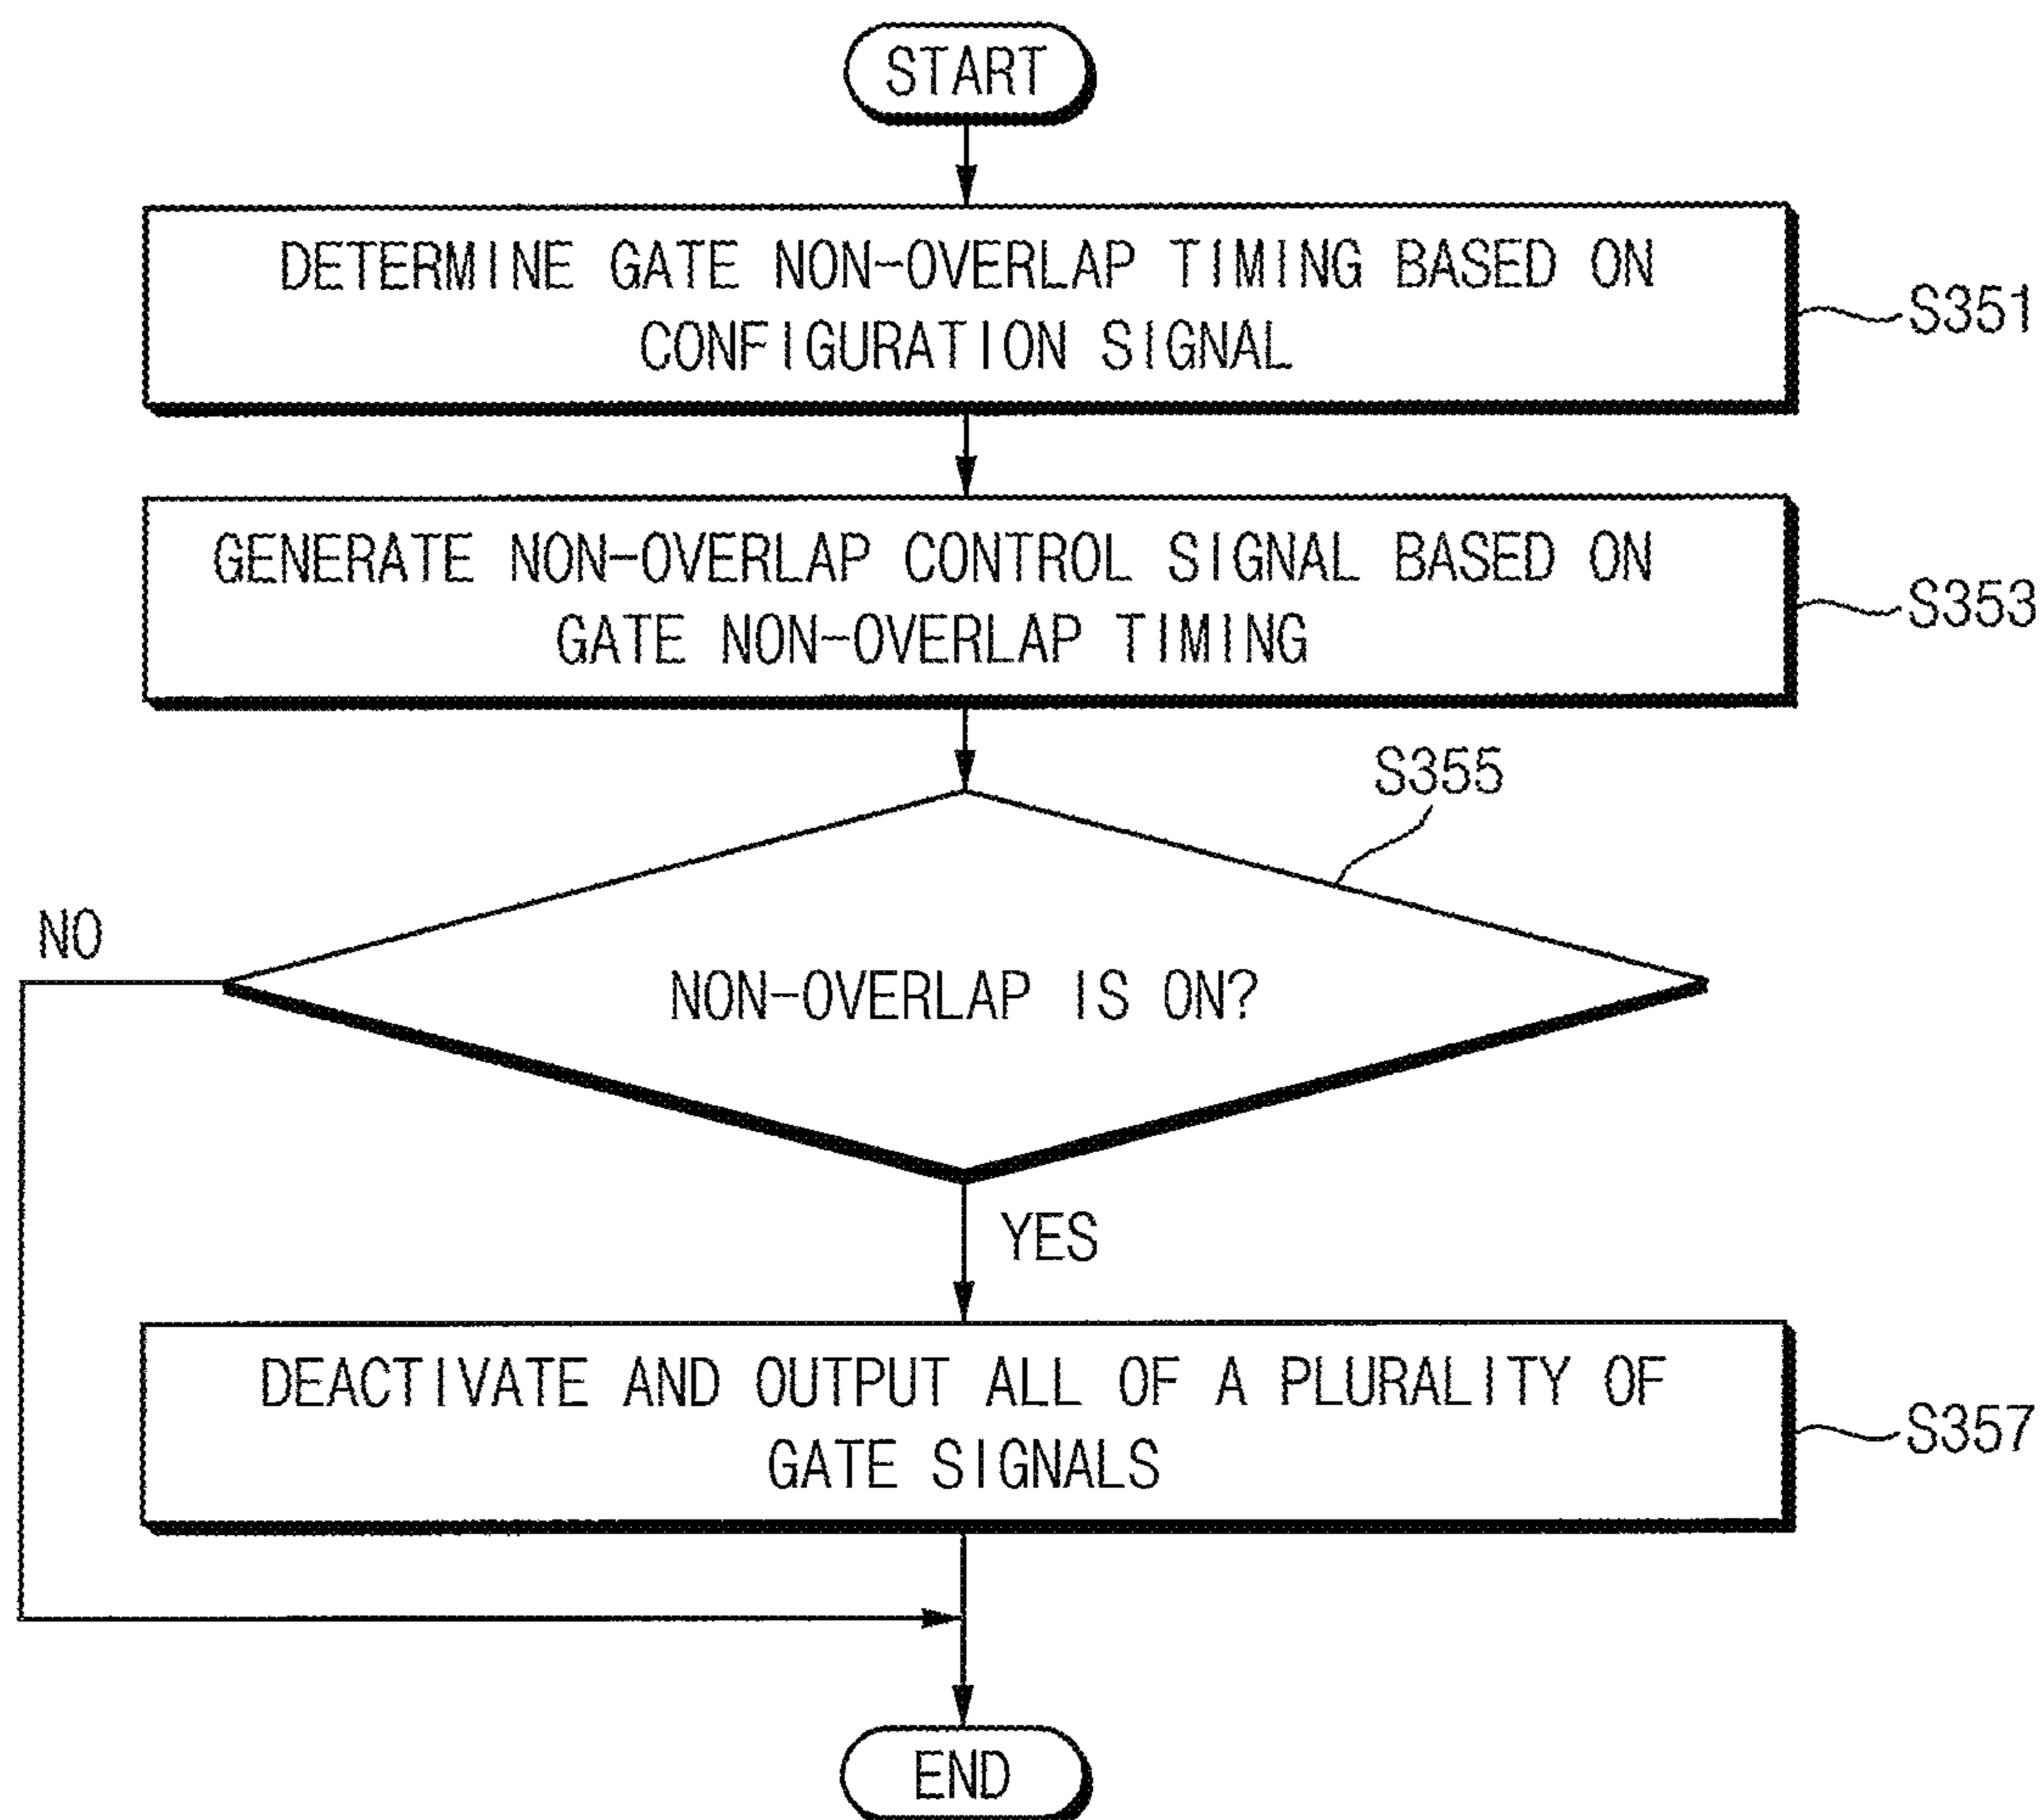 START
DETERMINE GATE NON-OVERLAP TIMING BASED ON
CONFIGURATION SIGNAL
S351
GENERATE NON-OVERLAP CONTROL SIGNAL BASED ON
GATE NON-OVERLAP TIMING
S353
S355
NO
NON-OVERLAP IS ON?
YES
DEACTIVATE AND OUTPUT ALL OF A PLURALITY OF
GATE SIGNALS
S357
END